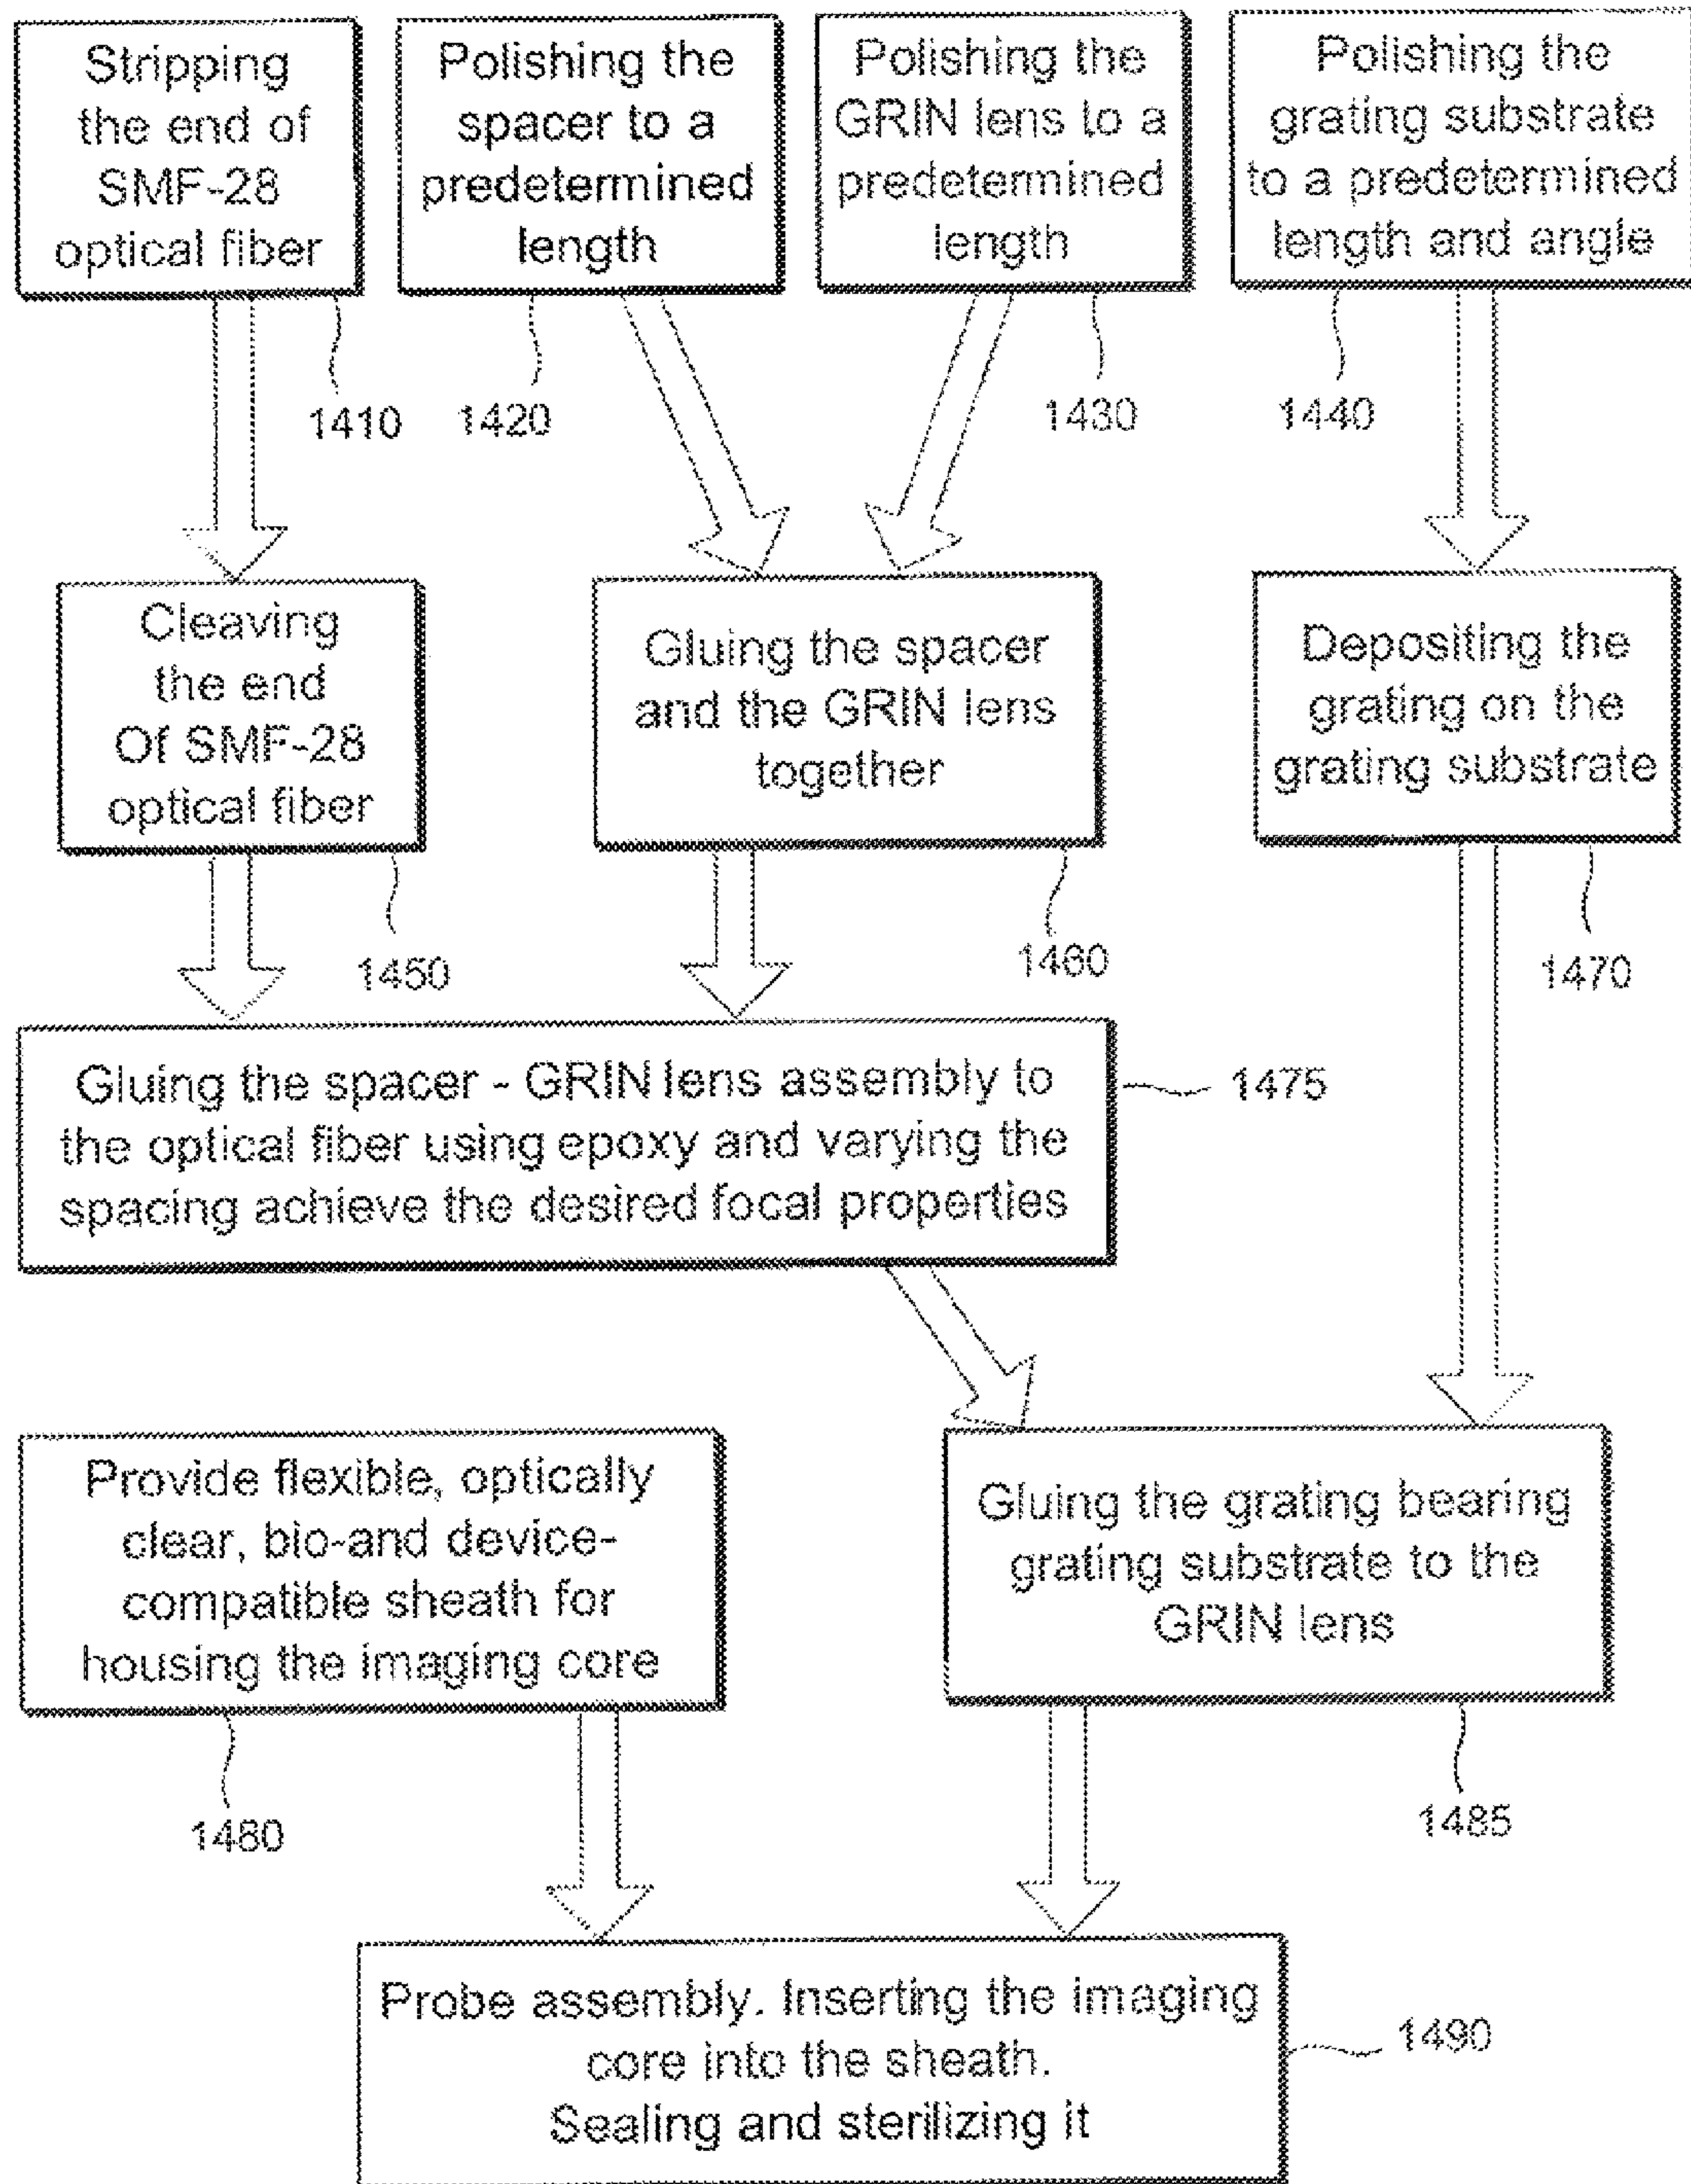 Stripping
the end of
SMF-28
optical fiber
Polishing the
spacer to a
predetermined
length
Polishing the
GRIN lens to a
predetermined
length
Polishing the
grating substrate
to a predetermined
length and angle
1410
1420
1430
1440
Cleaving
the end
Of SMF-28
optical fiber
Gluing the spacer
and the GRIN lens
together
Depositing the
grating on the
grating substrate
1450
1460
1470
Gluing the spacer - GRIN lens assembly to
the optical fiber using epoxy and varying the
spacing achieve the desired focal properties
1475
Provide flexible, optically
clear, bio-and device-
compatible sheath for
housing the imaging core
Gluing the grating bearing
grating substrate to the
GRIN lens
1480
1485
Probe assembly. Inserting the imaging
core into the sheath.
Sealing and sterilizing it
1490